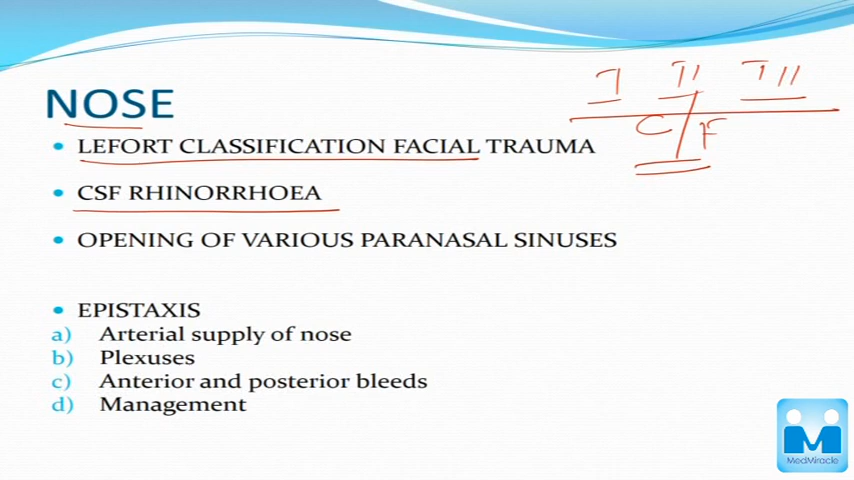 NOSE
I II III
C/F
• LEFORT CLASSIFICATION FACIAL TRAUMA
• CSF RHINORRHOEA
• OPENING OF VARIOUS PARANASAL SINUSES
• EPISTAXIS
a) Arterial supply of nose
b) Plexuses
c) Anterior and posterior bleeds
d) Management
MedMiracle